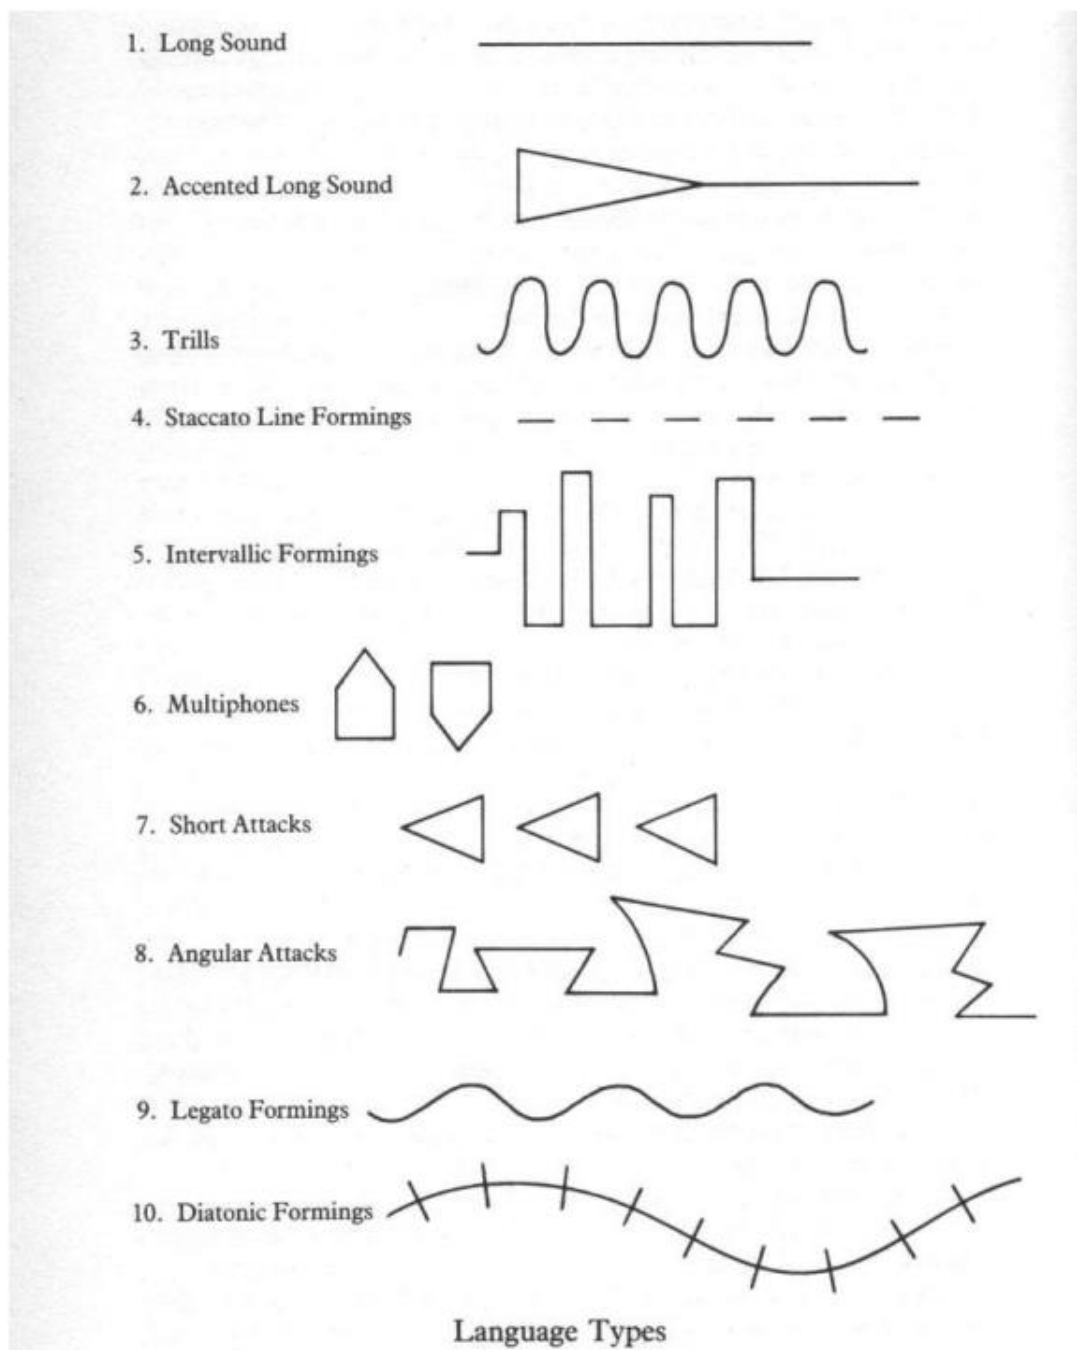 1. Long Sound
2. Accented Long Sound
3. Trills
4. Staccato Line Formings
5. Intervallic Formings
6. Multiphones
7. Short Attacks
8. Angular Attacks
9. Legato Formings
10. Diatonic Formings
Language Types